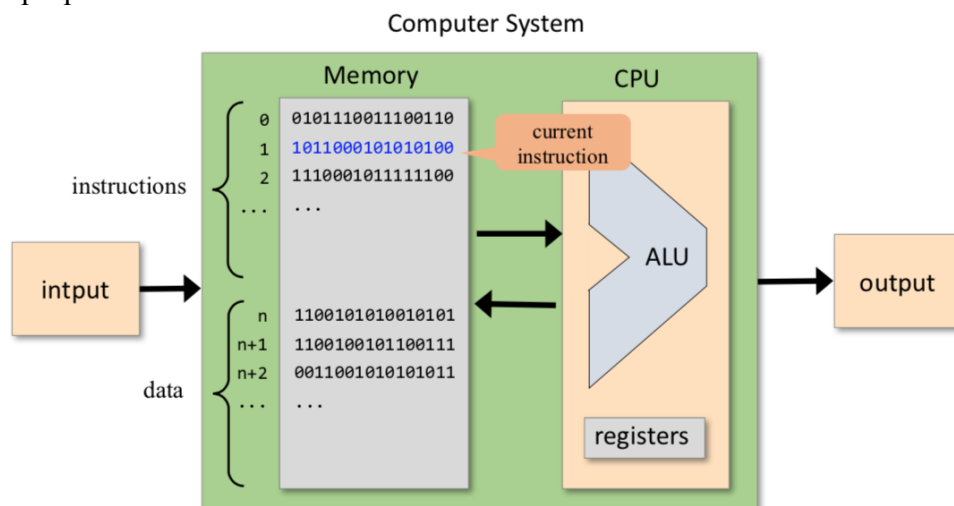 Computer System
Memory
CPU
0 0101110011100110
1 1011000101010100
2 1110001011111100
... ...
current
instruction
instructions
ALU
intput
output
n 1100101010010101
n+1 1100100101100111
n+2 0011001010101011
... ...
data
registers